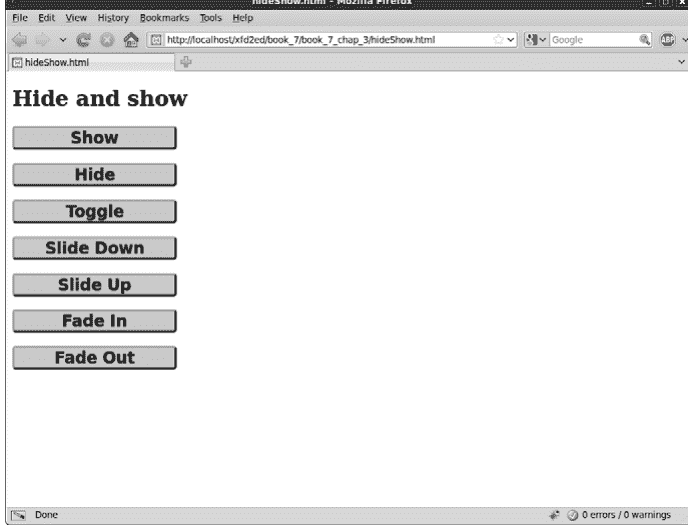 hideShow.html - Mozilla Firefox
File Edit View History Bookmarks Tools Help
http://localhost/xfd2ed/book_7/book_7_chap_3/hideShow.html
Google
ABP
hideShow.html
Hide and show
Show
Hide
Toggle
Slide Down
Slide Up
Fade In
Fade Out
Done
0 errors / 0 warnings